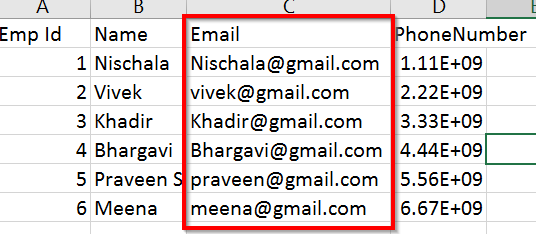 A B C D
Emp Id Name Email PhoneNumber
1 Nischala Nischala@gmail.com 1.11E+09
2 Vivek vivek@gmail.com 2.22E+09
3 Khadir Khadir@gmail.com 3.33E+09
4 Bhargavi Bhargavi@gmail.com 4.44E+09
5 Praveen S praveen@gmail.com 5.56E+09
6 Meena meena@gmail.com 6.67E+09